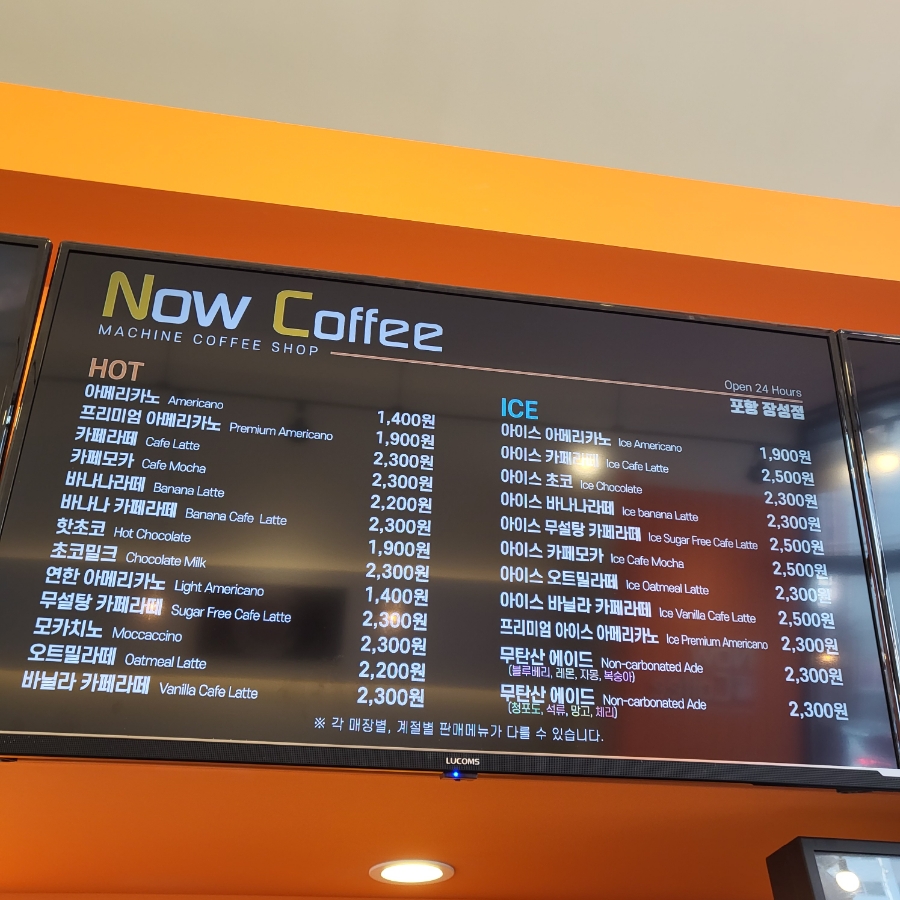 Now Coffee
MACHINE COFFEE SHOP
Open 24 Hours
포항 장성점
HOT
아메리카노 Americano 1,400원
프리미엄 아메리카노 Premium Americano 1,900원
카페라떼 Cafe Latte 2,300원
카페모카 Cafe Mocha 2,300원
바나나라떼 Banana Latte 2,200원
바나나 카페라떼 Banana Cafe Latte 2,300원
핫초코 Hot Chocolate 1,900원
초코밀크 Chocolate Milk 2,300원
연한 아메리카노 Light Americano 1,400원
무설탕 카페라떼 Sugar Free Cafe Latte 2,300원
모카치노 Moccaccino 2,300원
오트밀라떼 Oatmeal Latte 2,200원
바닐라 카페라떼 Vanilla Cafe Latte 2,300원
ICE
아이스 아메리카노 Ice Americano 1,900원
아이스 카페라떼 Ice Cafe Latte 2,500원
아이스 초코 Ice Chocolate 2,300원
아이스 바나나라떼 Ice banana Latte 2,300원
아이스 무설탕 카페라떼 Ice Sugar Free Cafe Latte 2,500원
아이스 카페모카 Ice Cafe Mocha 2,500원
아이스 오트밀라떼 Ice Oatmeal Latte 2,300원
아이스 바닐라 카페라떼 Ice Vanilla Cafe Latte 2,500원
프리미엄 아이스 아메리카노 Ice Premium Americano 2,300원
무탄산 에이드 Non-carbonated Ade 2,300원
(블루베리, 레몬, 자몽, 복숭아)
무탄산 에이드 Non-carbonated Ade 2,300원
(청포도, 석류, 망고, 체리)
※ 각 매장별, 계절별 판매메뉴가 다를 수 있습니다.
LUCOMS